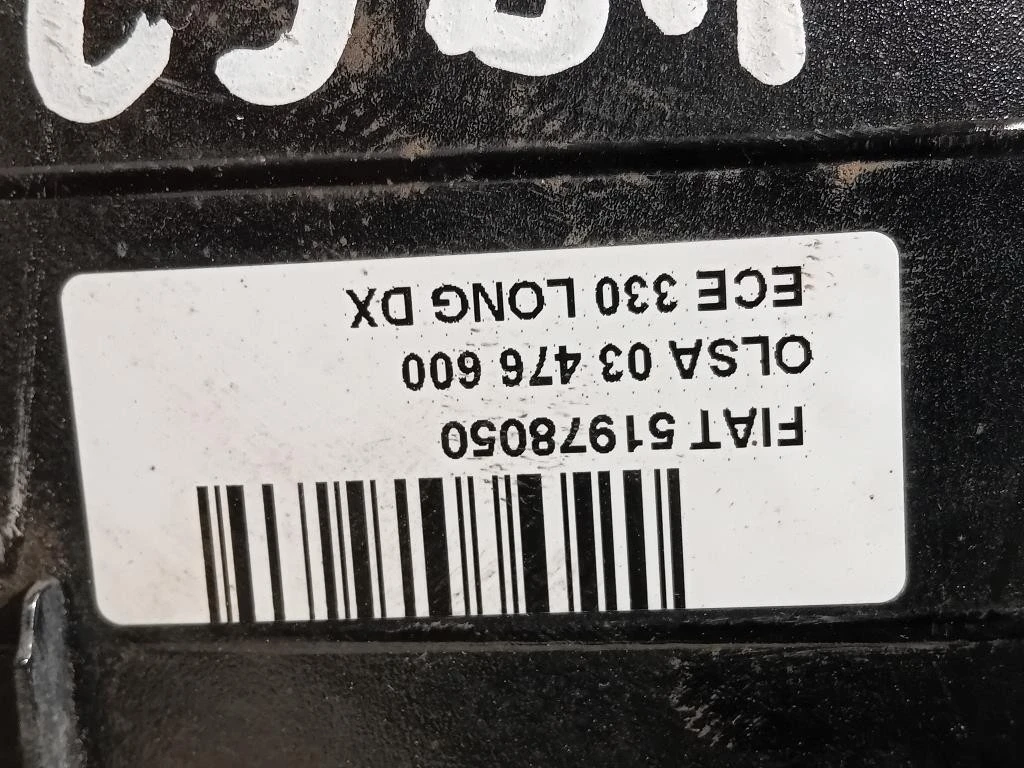 FIAT 51978050
OLSA 03 476 600
ECE 330 LONG DX